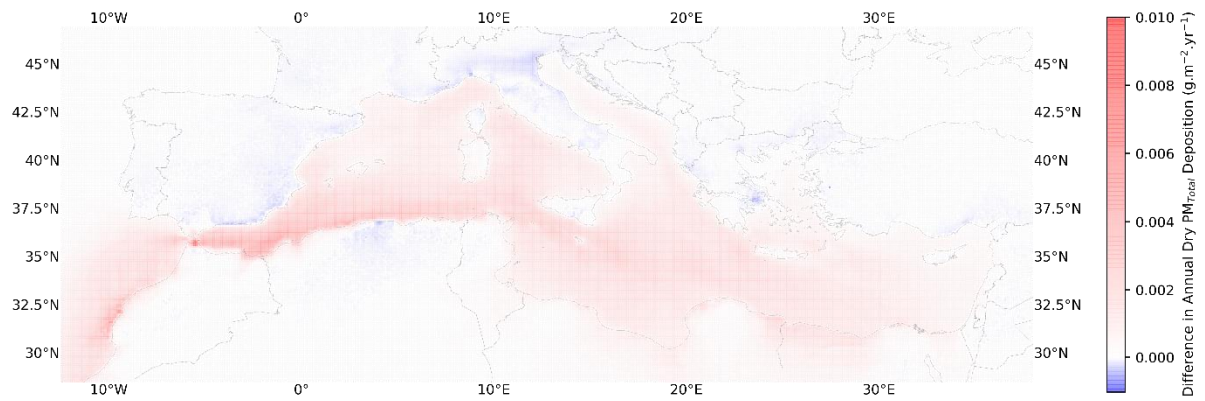 10°W 0° 10°E 20°E 30°E
45°N 45°N
42.5°N 42.5°N
40°N 40°N
37.5°N 37.5°N
35°N 35°N
32.5°N 32.5°N
30°N 30°N
10°W 0° 10°E 20°E 30°E
0.010
0.008
0.006
0.004
0.002
0.000
Difference in Annual Dry PM_{Total} Deposition (g.m⁻².yr⁻¹)